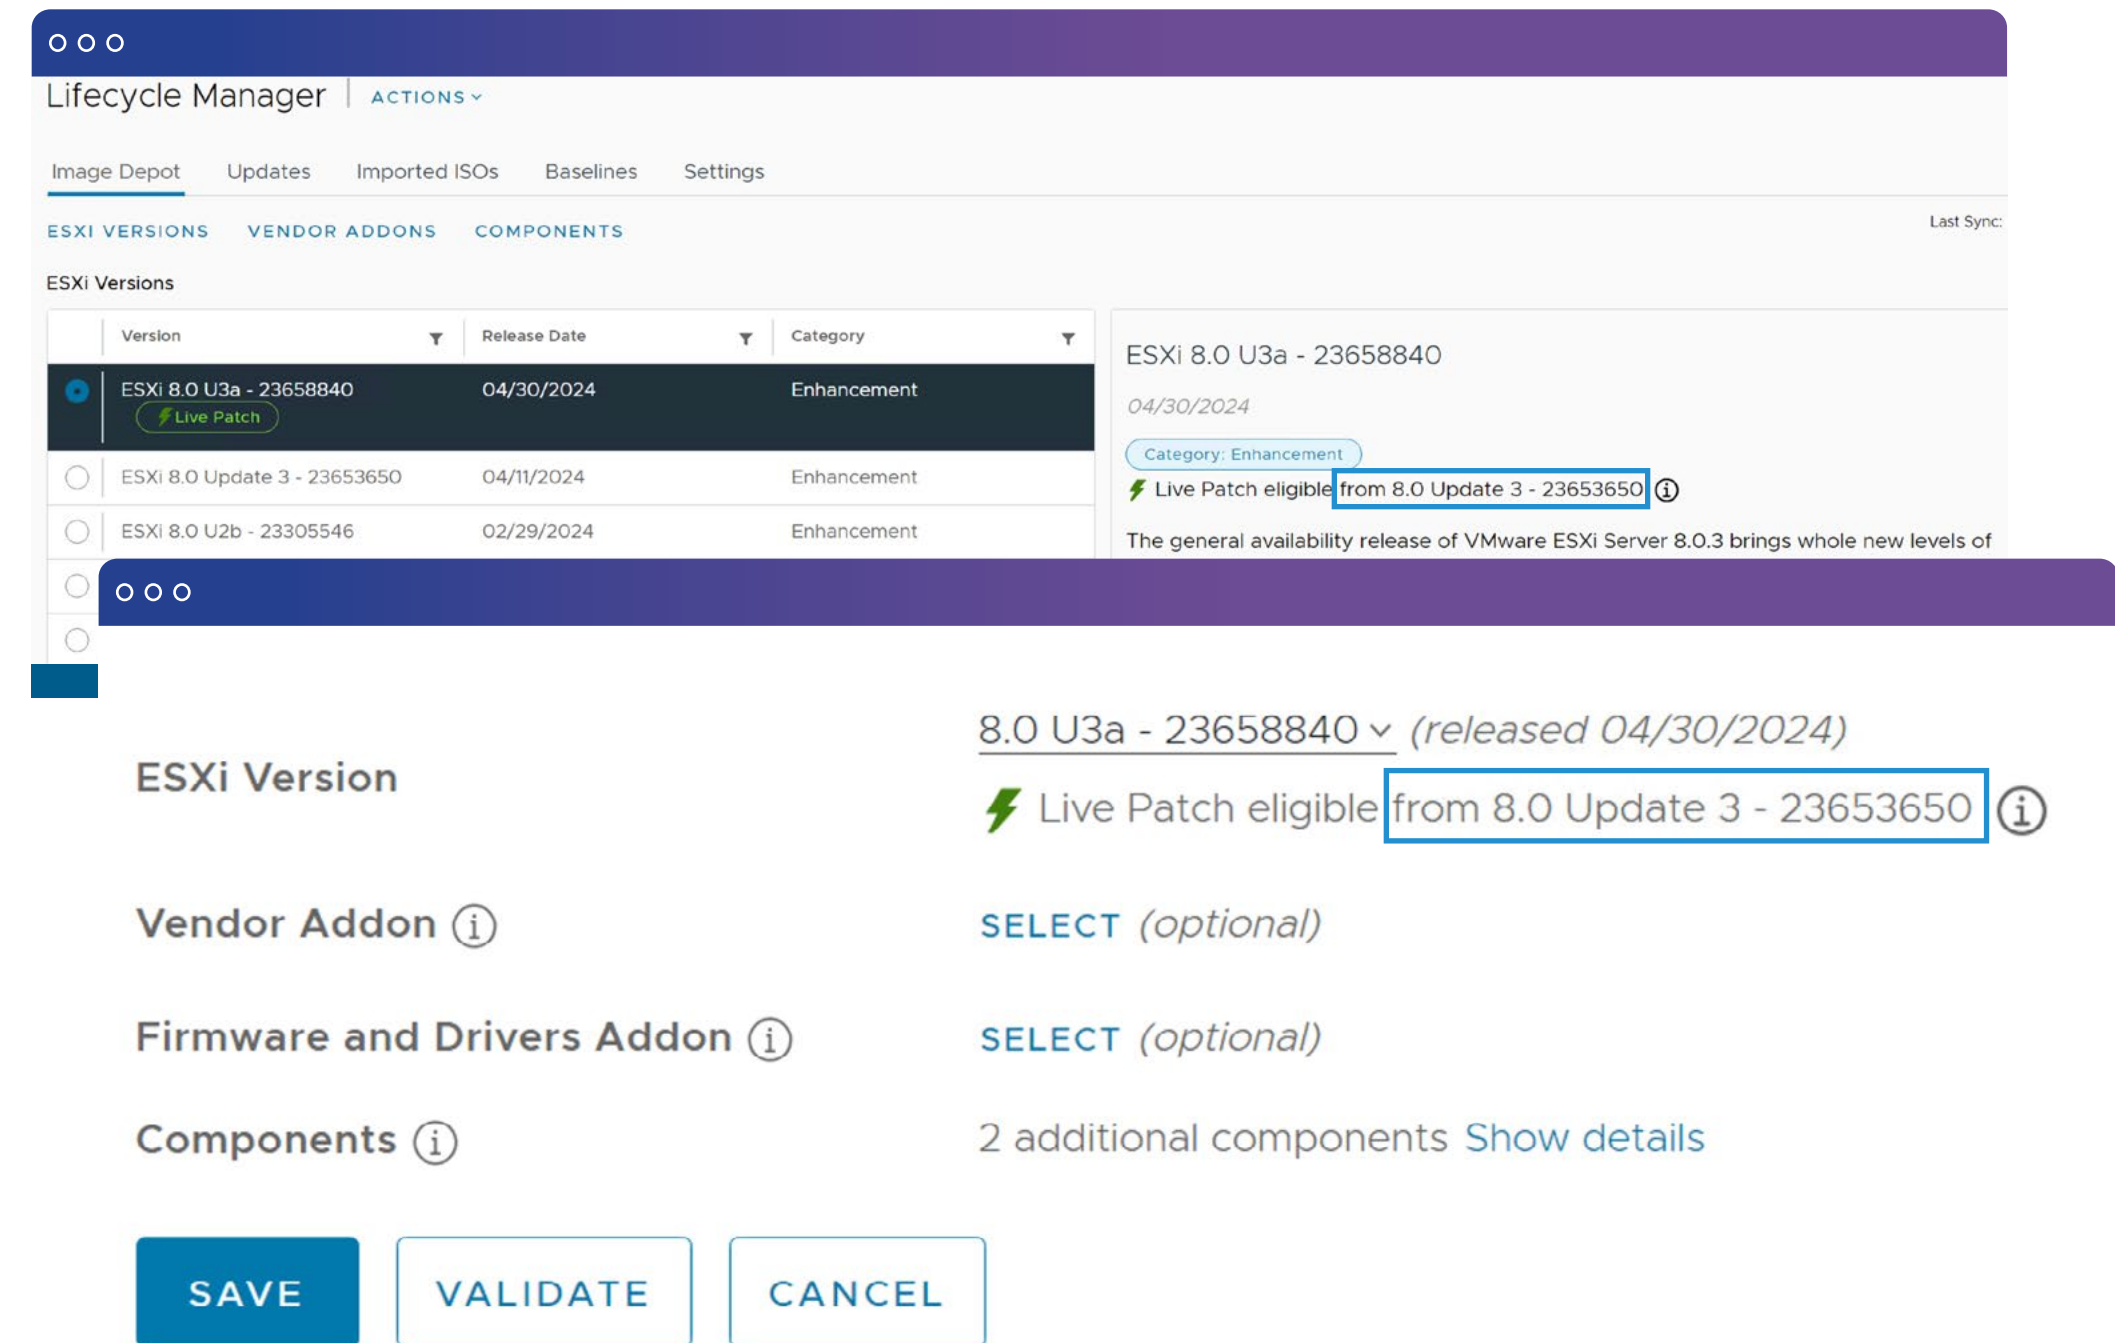 Lifecycle Manager ACTIONS
Image Depot Updates Imported ISOs Baselines Settings
ESXI VERSIONS VENDOR ADDONS COMPONENTS
Last Sync:
ESXi Versions
Version Release Date Category
ESXi 8.0 U3a - 23658840 04/30/2024 Enhancement
Live Patch
ESXi 8.0 Update 3 - 23653650 04/11/2024 Enhancement
ESXi 8.0 U2b - 23305546 02/29/2024 Enhancement
ESXi 8.0 U3a - 23658840
04/30/2024
Category: Enhancement
Live Patch eligible from 8.0 Update 3 - 23653650
The general availability release of VMware ESXi Server 8.0.3 brings whole new levels of
ESXi Version
8.0 U3a - 23658840 (released 04/30/2024)
Live Patch eligible from 8.0 Update 3 - 23653650
Vendor Addon SELECT (optional)
Firmware and Drivers Addon SELECT (optional)
Components 2 additional components Show details
SAVE VALIDATE CANCEL